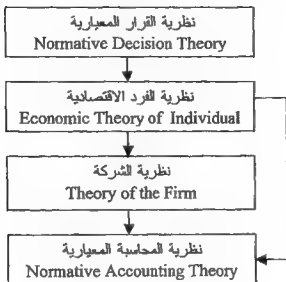 نظرية القرار المعيارية
Normative Decision Theory
نظرية الفرد الاقتصادية
Economic Theory of Individual
نظرية الشركة
Theory of the Firm
نظرية المحاسبة المعيارية
Normative Accounting Theory